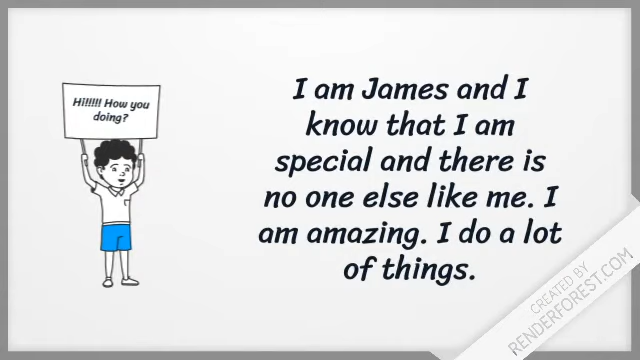 Hi!!!!! How you
doing?
I am James and I
know that I am
special and there is
no one else like me. I
am amazing. I do a lot
of things.
CREATED BY
RENDERFOREST.COM